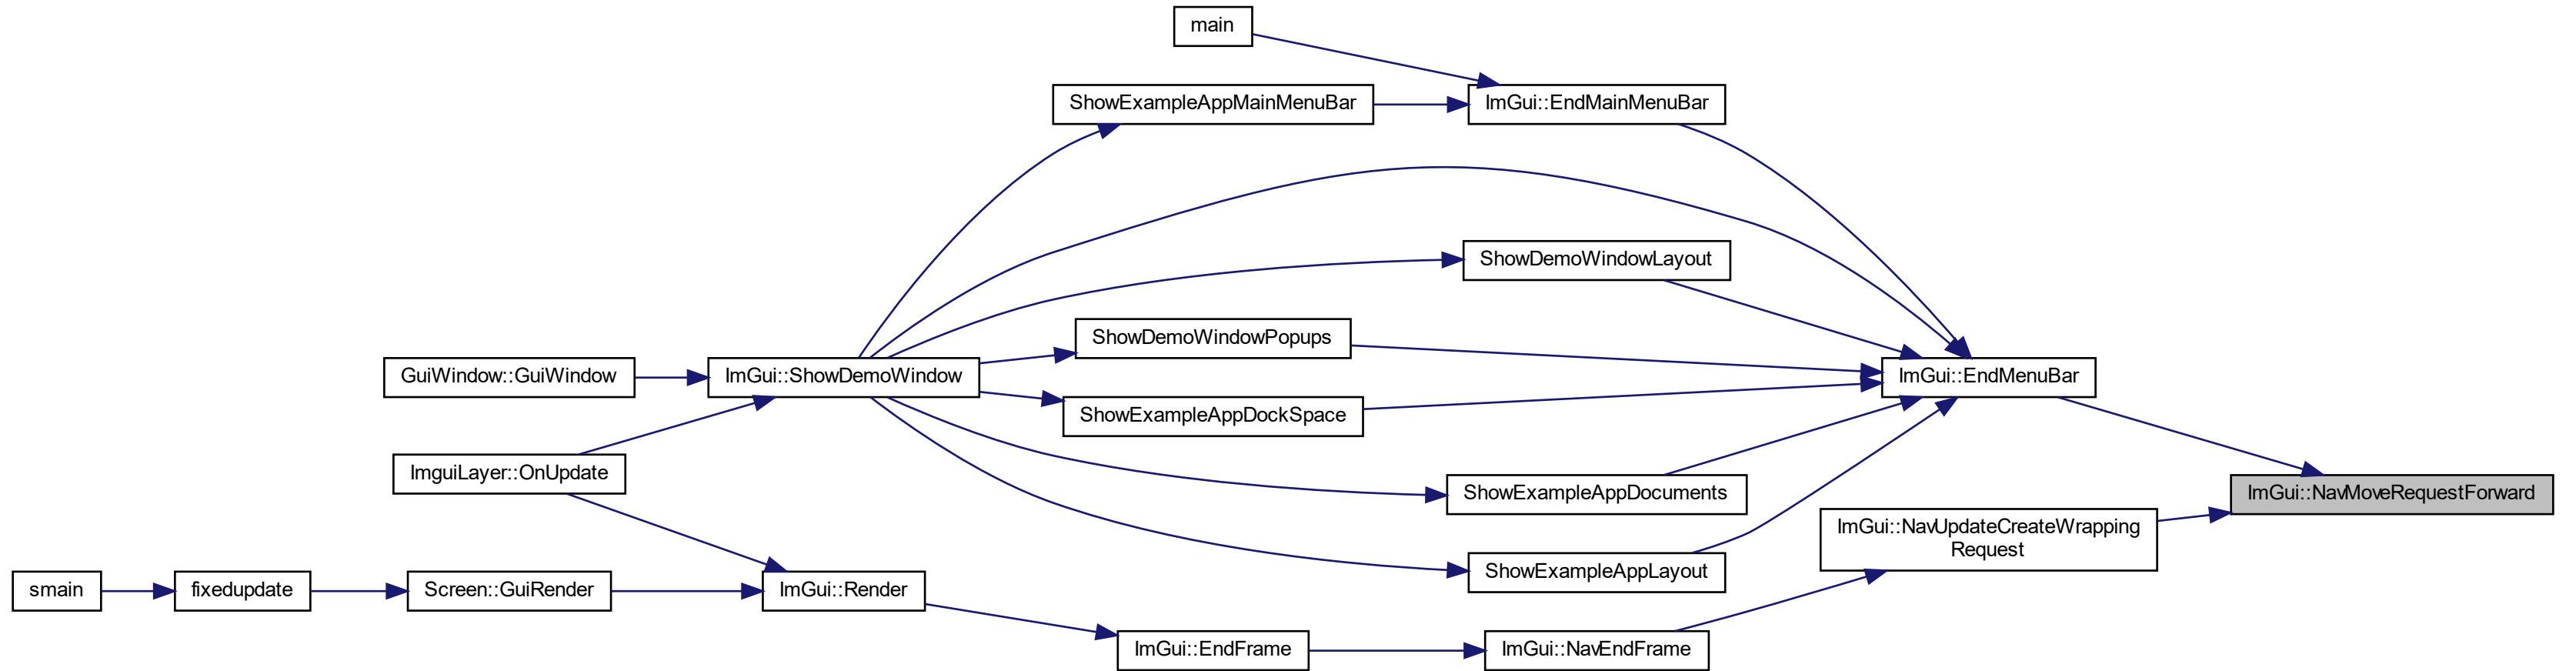 main
ShowExampleAppMainMenuBar
ImGui::EndMainMenuBar
ShowDemoWindowLayout
ShowDemoWindowPopups
GuiWindow::GuiWindow
ImGui::ShowDemoWindow
ImGui::EndMenuBar
ShowExampleAppDockSpace
ImguiLayer::OnUpdate
ShowExampleAppDocuments
ImGui::NavMoveRequestForward
ImGui::NavUpdateCreateWrapping
Request
ShowExampleAppLayout
smain
fixedupdate
Screen::GuiRender
ImGui::Render
ImGui::EndFrame
ImGui::NavEndFrame